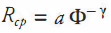 R_cp = a Φ^−γ